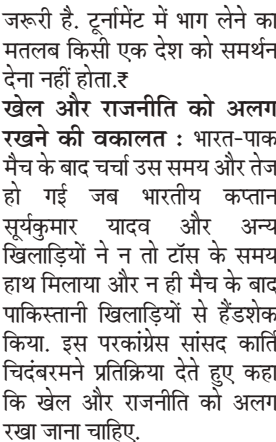 जरूरी है. टूर्नामेंट में भाग लेने का
मतलब किसी एक देश को समर्थन
देना नहीं होता.₹
खेल और राजनीति को अलग
रखने की वकालत : भारत-पाक
मैच के बाद चर्चा उस समय और तेज
हो गई जब भारतीय कप्तान
सूर्यकुमार यादव और अन्य
खिलाड़ियों ने न तो टॉस के समय
हाथ मिलाया और न ही मैच के बाद
पाकिस्तानी खिलाड़ियों से हैंडशेक
किया. इस परकांग्रेस सांसद कार्ति
चिदंबरमने प्रतिक्रिया देते हुए कहा
कि खेल और राजनीति को अलग
रखा जाना चाहिए.